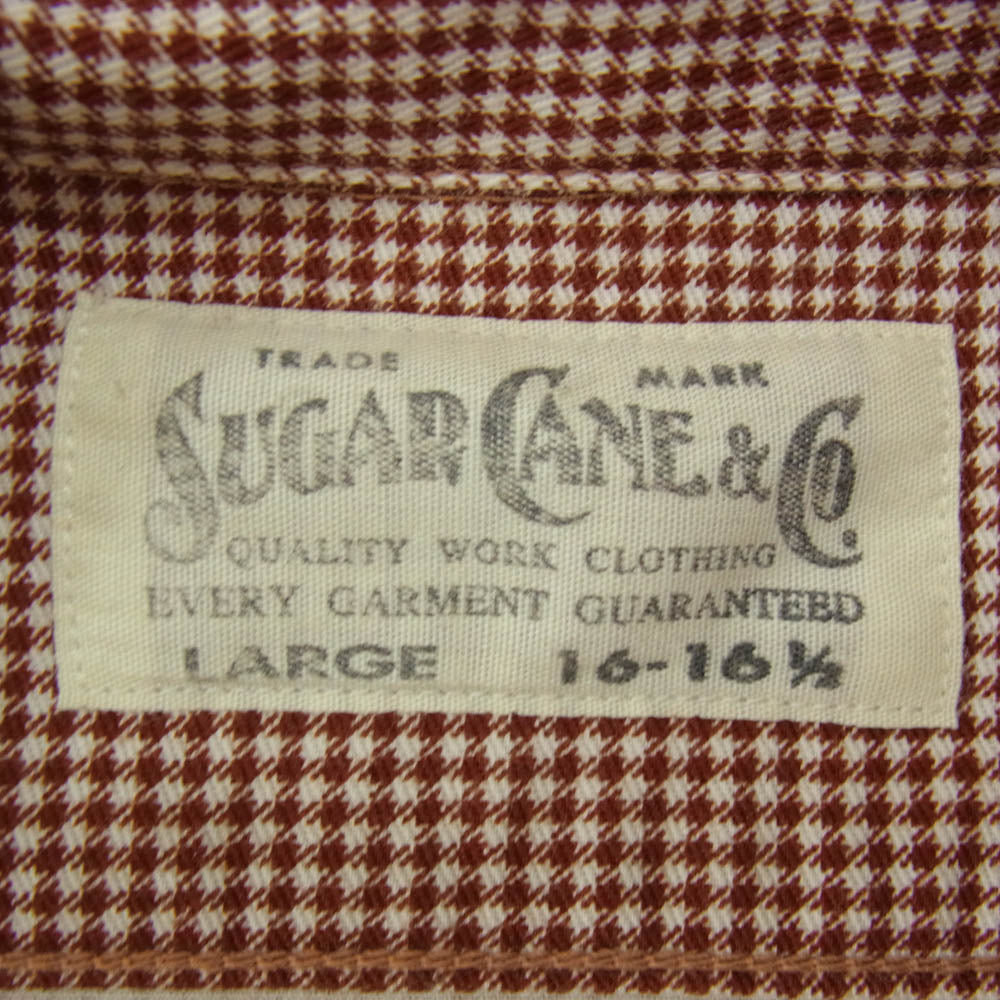 TRADE MARK
SUGAR CANE & Co.
QUALITY WORK CLOTHING
EVERY GARMENT GUARANTEED
LARGE 16-16½